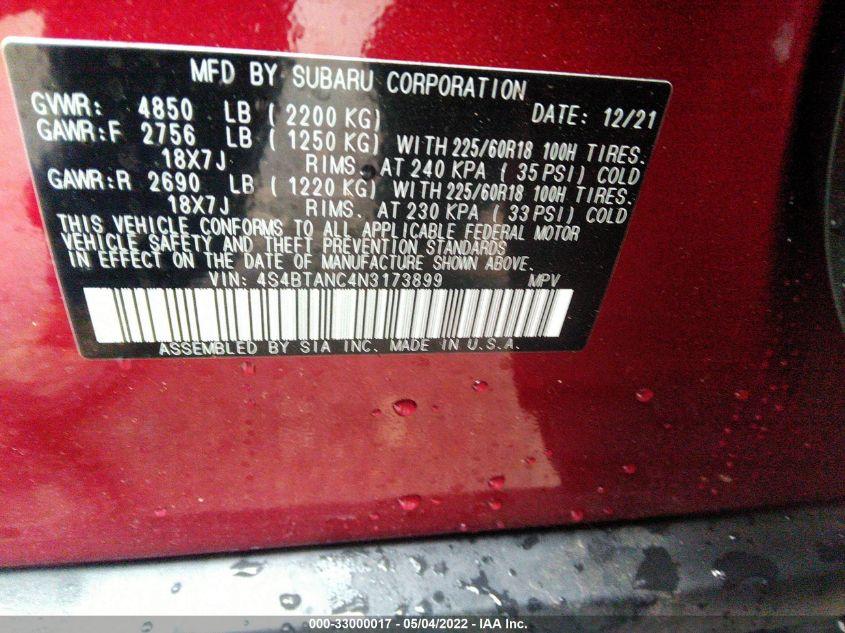 MFD BY SUBARU CORPORATION
GVWR: 4850 LB ( 2200 KG) DATE: 12/21
GAWR:F 2756 LB ( 1250 KG) WITH 225/60R18 100H TIRES.
18X7J RIMS. AT 240 KPA ( 35 PSI) COLD
GAWR:R 2690 LB ( 1220 KG) WITH 225/60R18 100H TIRES.
18X7J RIMS. AT 230 KPA ( 33 PSI) COLD
THIS VEHICLE CONFORMS TO ALL APPLICABLE FEDERAL MOTOR
VEHICLE SAFETY AND THEFT PREVENTION STANDARDS
IN EFFECT ON THE DATE OF MANUFACTURE SHOWN ABOVE.
VIN: 4S4BTANC4N3173899 MPV
ASSEMBLED BY SIA INC. MADE IN U.S.A.
000-33000017 - 05/04/2022 - IAA Inc.